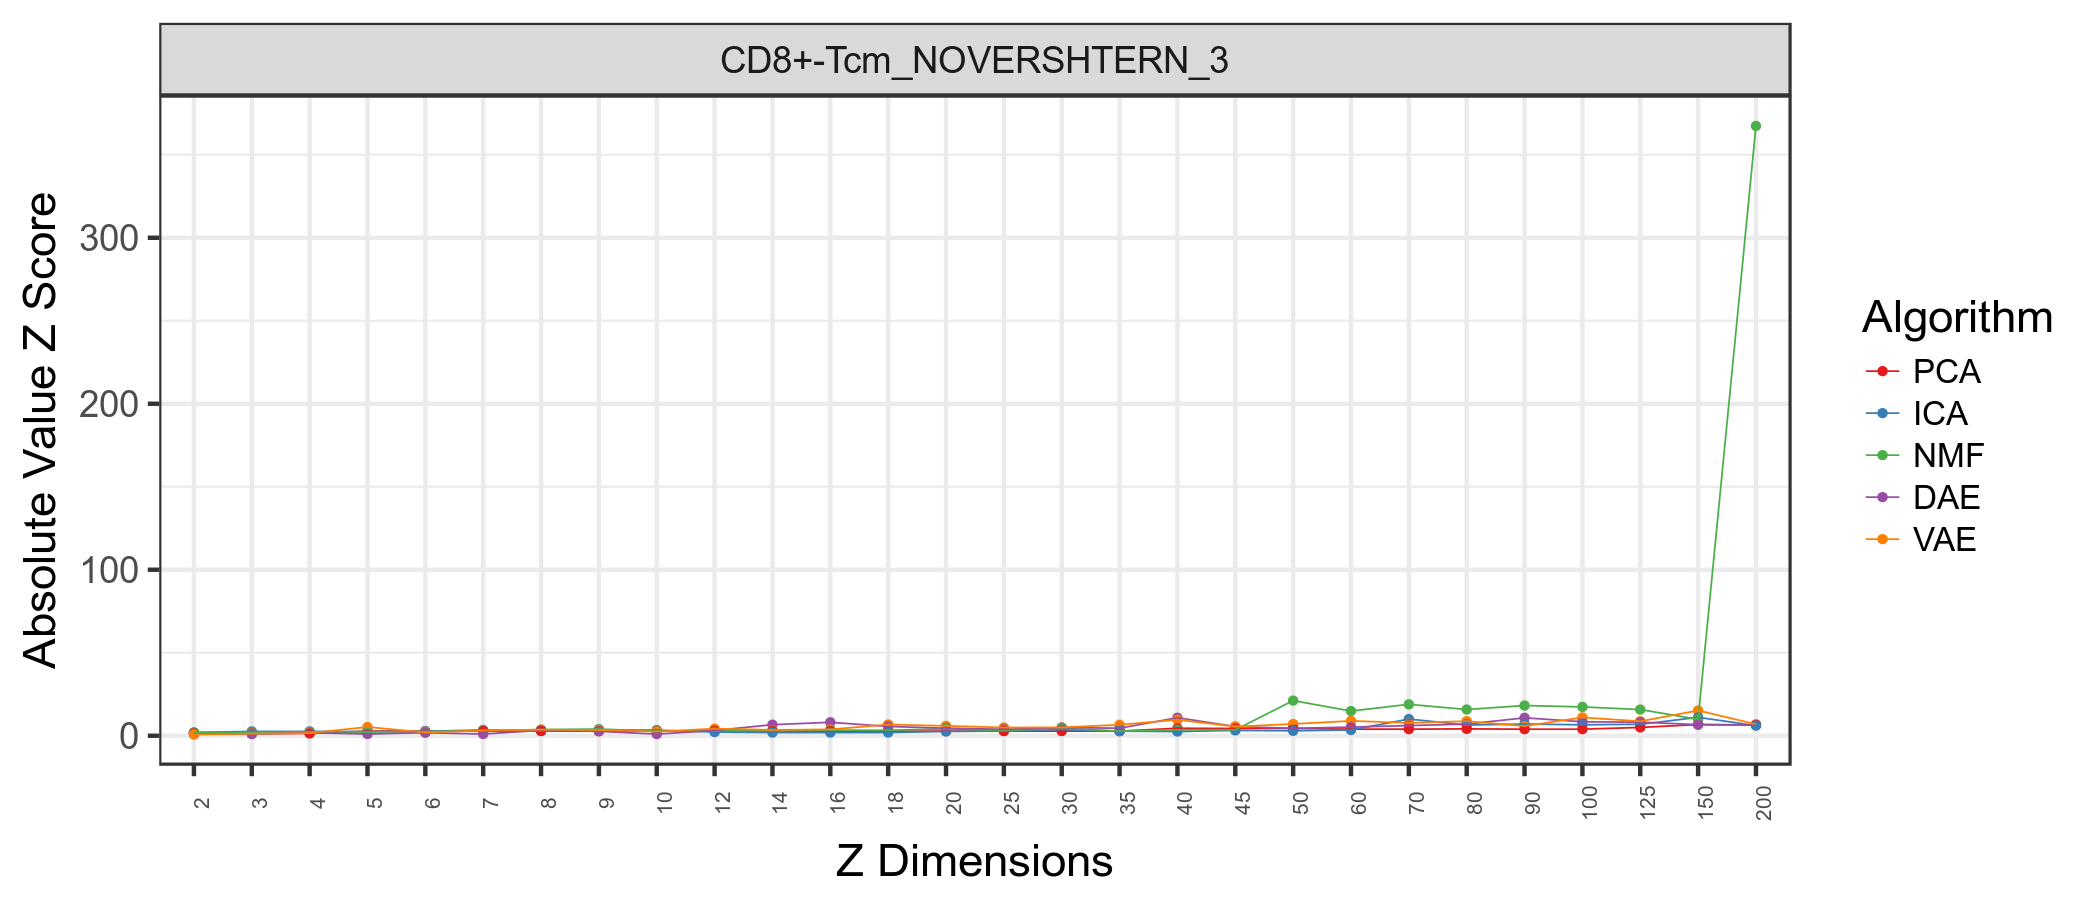 CD8+-Tcm_NOVERSHTERN_3
Absolute Value Z Score
300
200
100
0
2 3 4 5 6 7 8 9 10 12 14 16 18 20 25 30 35 40 45 50 60 70 80 90 100 125 150 200
Z Dimensions
Algorithm
PCA
ICA
NMF
DAE
VAE